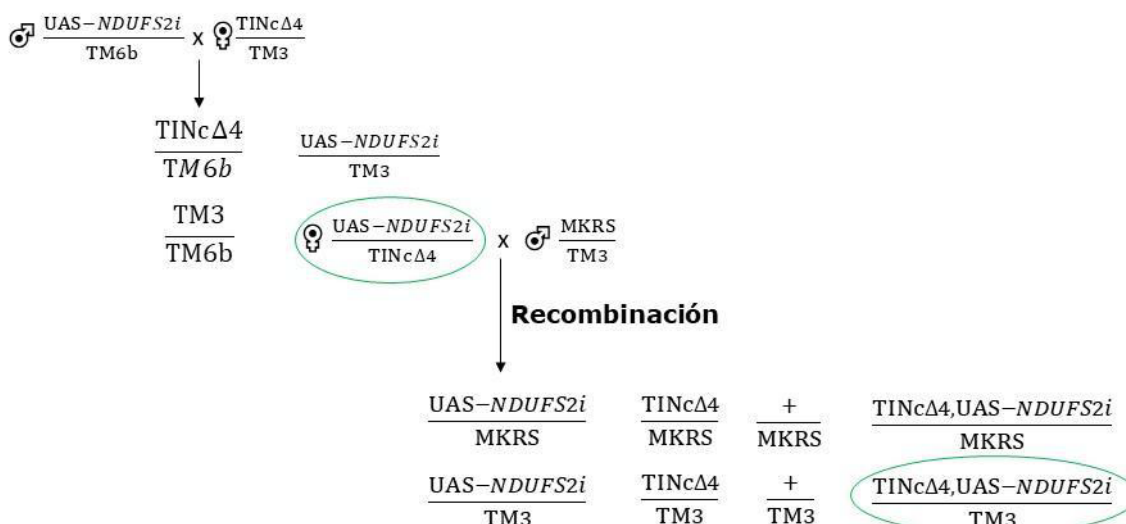 ♂ UAS−NDUFS2i x ♀ TINcΔ4
TM6b TM3
TINcΔ4 UAS−NDUFS2i
TM6b TM3
TM3 ♀ UAS−NDUFS2i x ♂ MKRS
TM6b TINcΔ4 TM3
Recombinación
UAS−NDUFS2i TINcΔ4 + TINcΔ4,UAS−NDUFS2i
MKRS MKRS MKRS MKRS
UAS−NDUFS2i TINcΔ4 + TINcΔ4,UAS−NDUFS2i
TM3 TM3 TM3 TM3